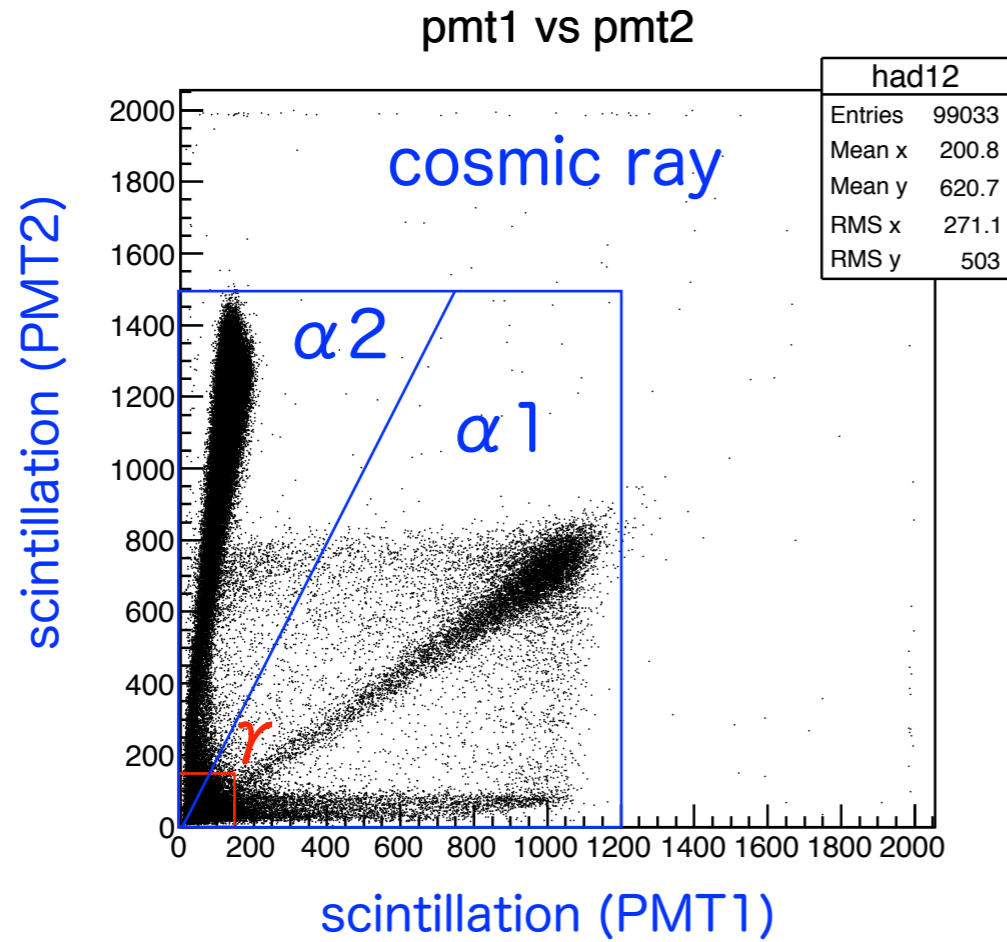 pmt1 vs pmt2
had12
Entries 99033
Mean x 200.8
Mean y 620.7
RMS x 271.1
RMS y 503
scintillation (PMT2)
2000
1800
1600
1400
1200
1000
800
600
400
200
0
cosmic ray
α2
α1
γ
0 200 400 600 800 1000 1200 1400 1600 1800 2000
scintillation (PMT1)